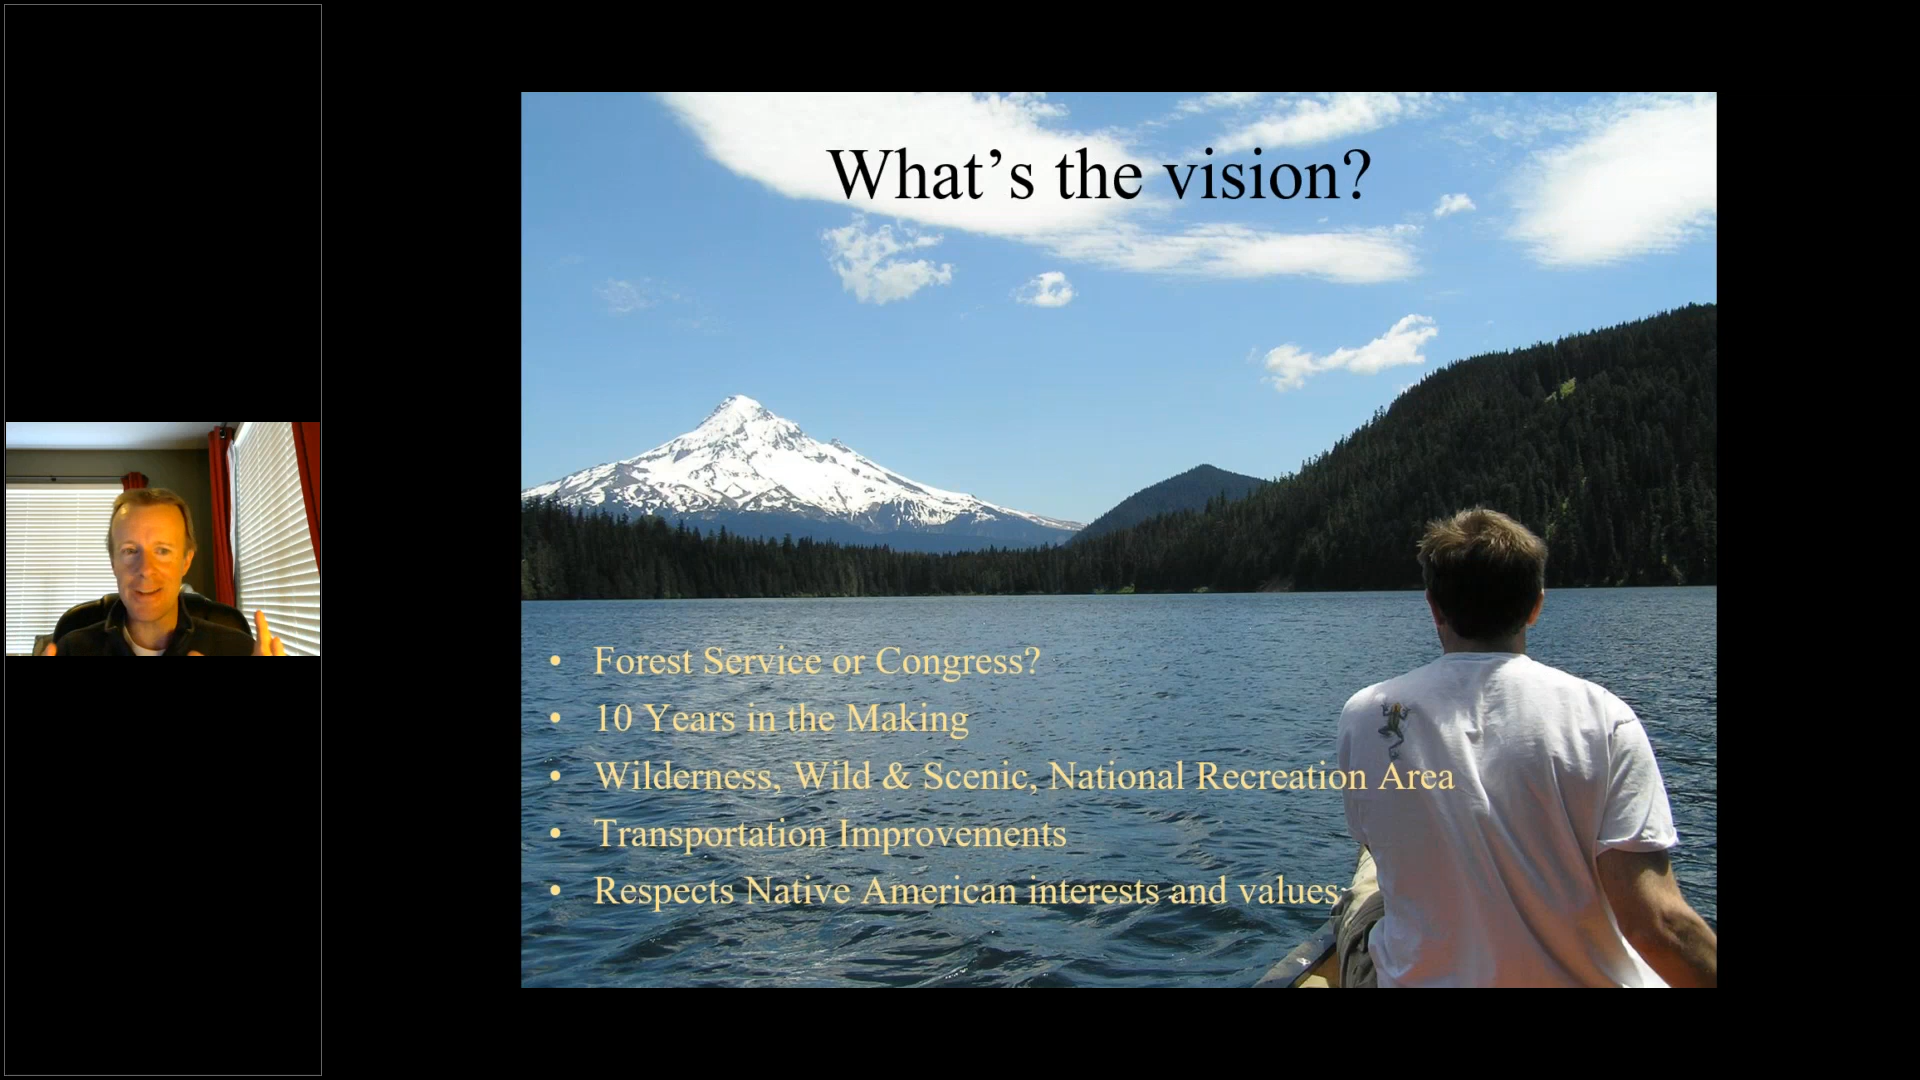 What’s the vision?
• Forest Service or Congress?
• 10 Years in the Making
• Wilderness, Wild & Scenic, National Recreation Area
• Transportation Improvements
• Respects Native American interests and values